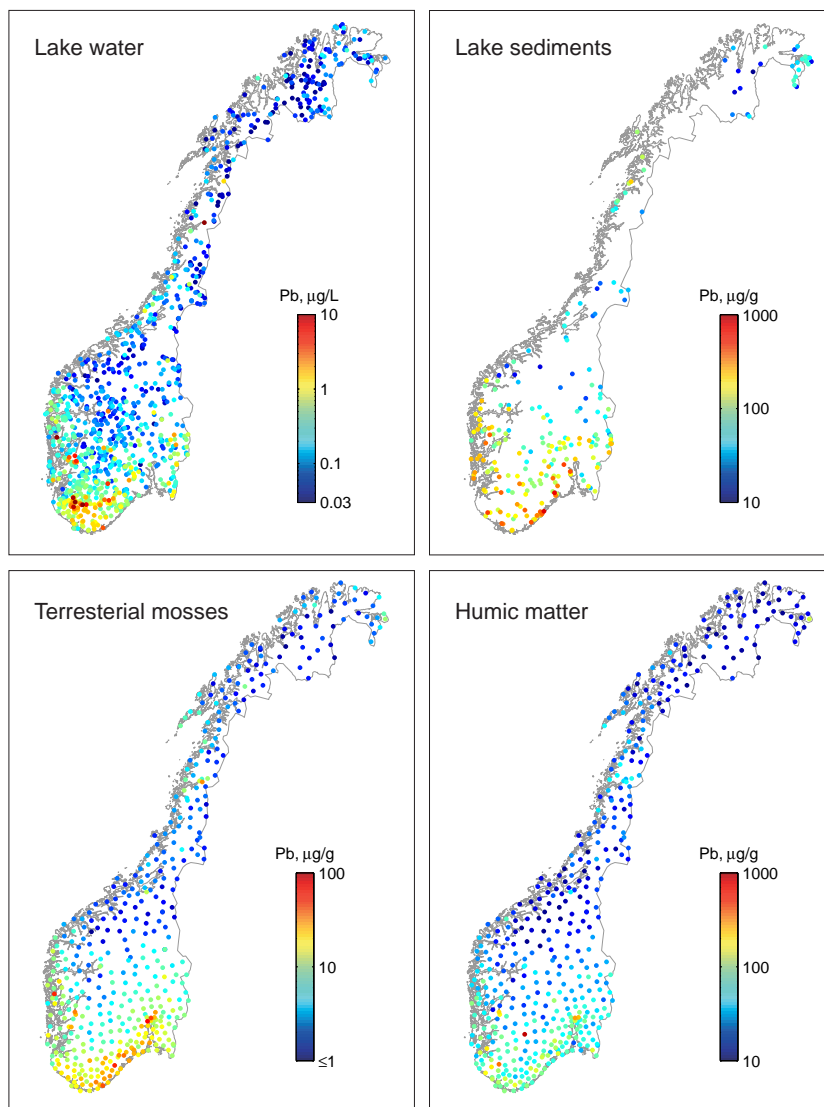 Lake water
Pb, µg/L
10
1
0.1
0.03
Lake sediments
Pb, µg/g
1000
100
10
Terresterial mosses
Pb, µg/g
100
10
≤1
Humic matter
Pb, µg/g
1000
100
10